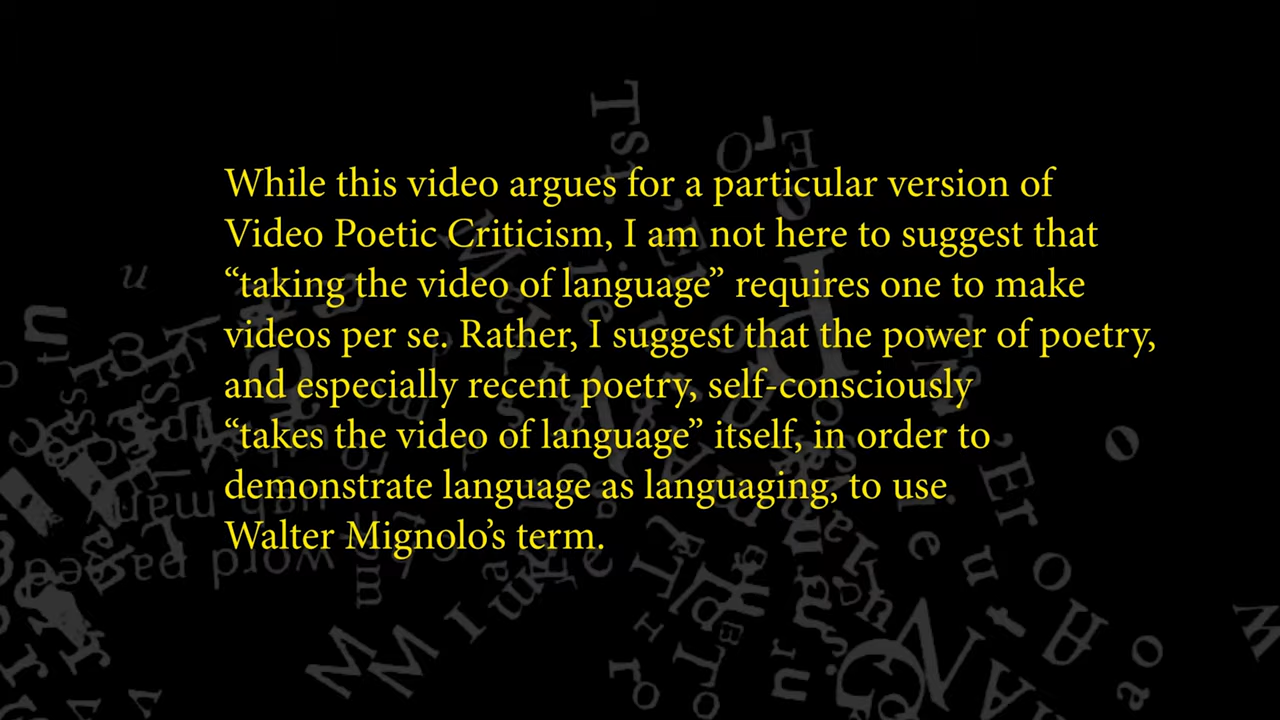 While this video argues for a particular version of
Video Poetic Criticism, I am not here to suggest that
“taking the video of language” requires one to make
videos per se. Rather, I suggest that the power of poetry,
and especially recent poetry, self-consciously
“takes the video of language” itself, in order to
demonstrate language as languaging, to use
Walter Mignolo’s term.